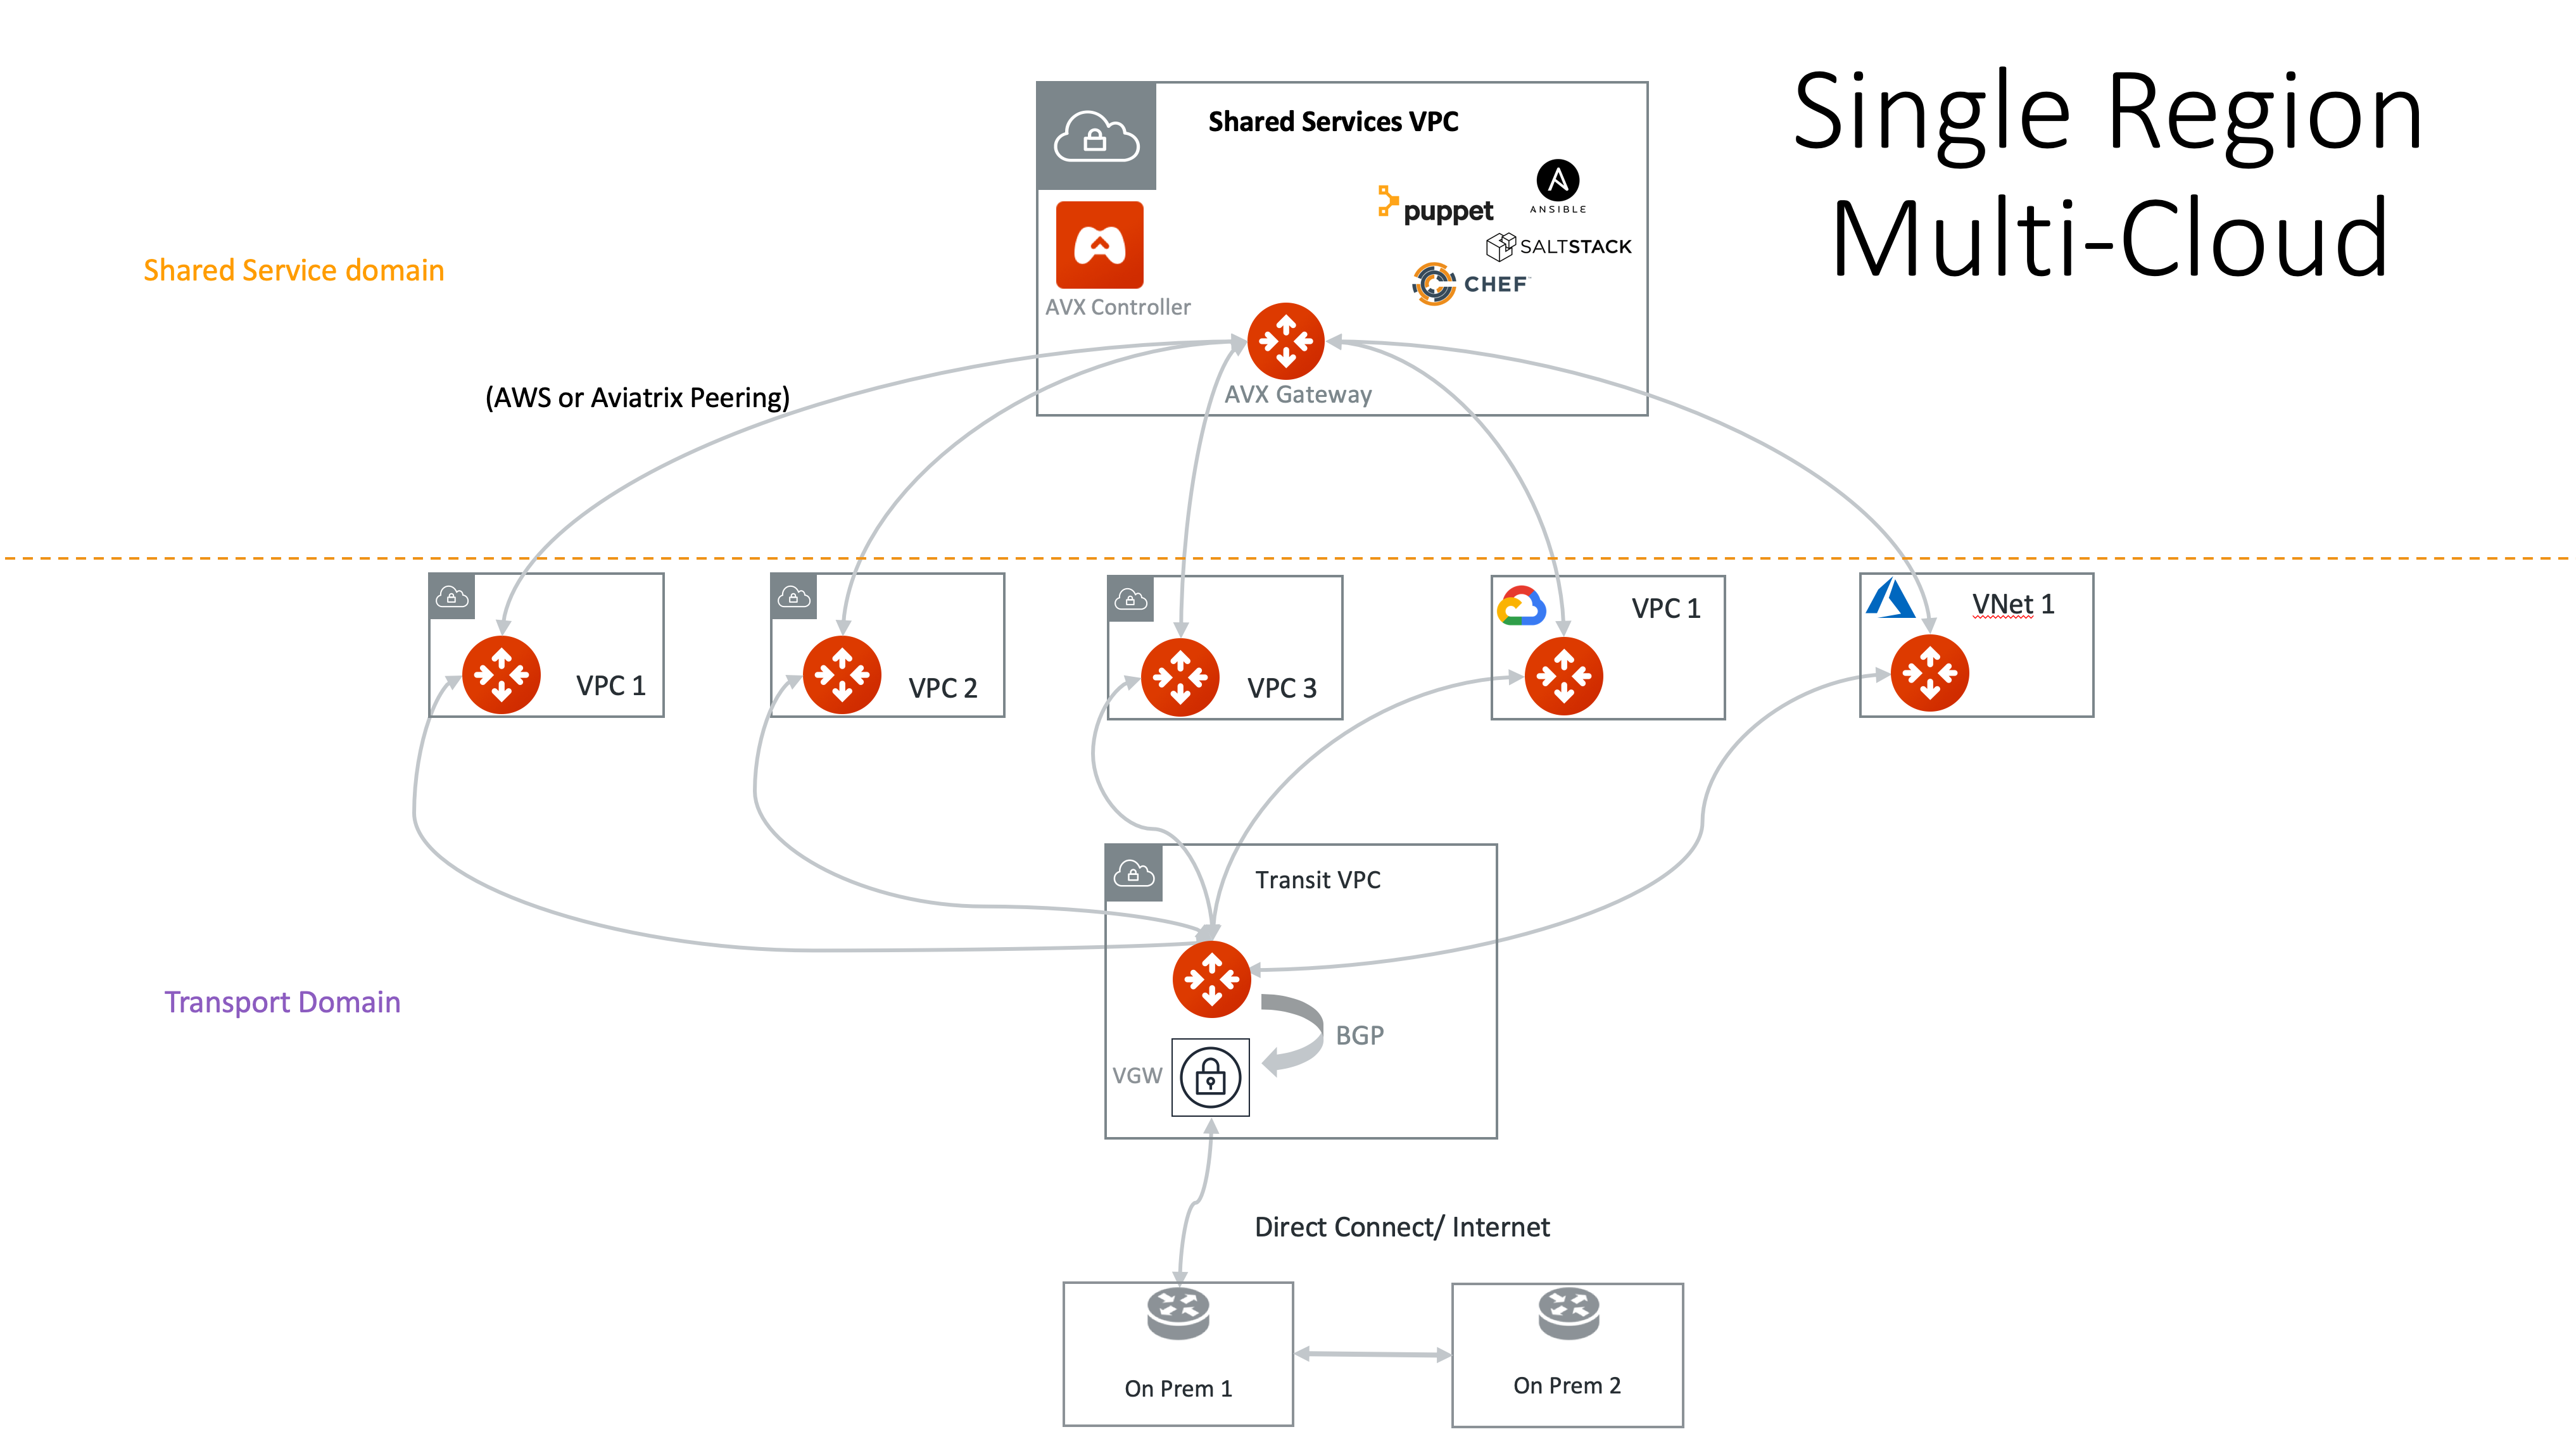 Single Region
Multi-Cloud
Shared Services VPC
puppet
ANSIBLE
SALTSTACK
CHEF™
AVX Controller
AVX Gateway
Shared Service domain
(AWS or Aviatrix Peering)
VPC 1
VPC 2
VPC 3
VPC 1
VNet 1
Transit VPC
Transport Domain
BGP
VGW
Direct Connect/ Internet
On Prem 1
On Prem 2